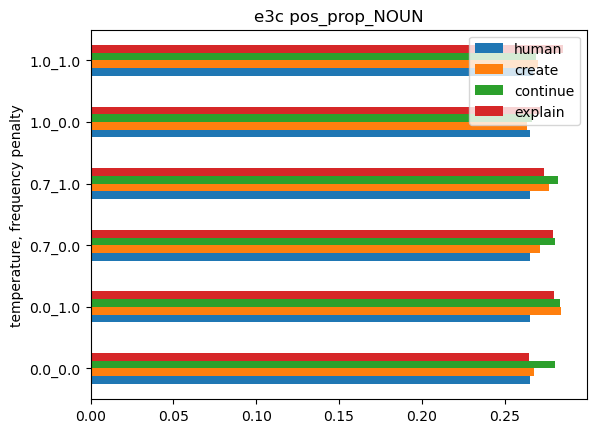 e3c pos_prop_NOUN
temperature, frequency penalty
1.0_1.0
1.0_0.0
0.7_1.0
0.7_0.0
0.0_1.0
0.0_0.0
human
create
continue
explain
0.00 0.05 0.10 0.15 0.20 0.25